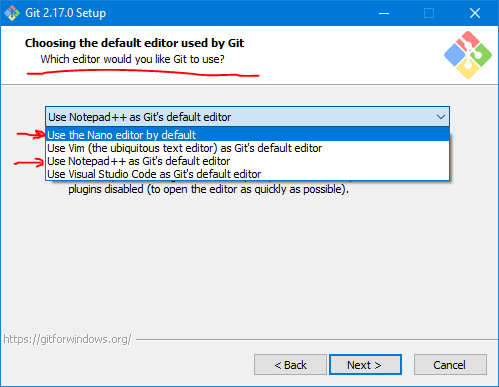 Git 2.17.0 Setup
Choosing the default editor used by Git
Which editor would you like Git to use?
Use Notepad++ as Git's default editor
Use the Nano editor by default
Use Vim (the ubiquitous text editor) as Git's default editor
Use Notepad++ as Git's default editor
Use Visual Studio Code as Git's default editor
plugins disabled (to open the editor as quickly as possible).
https://gitforwindows.org/
< Back
Next >
Cancel